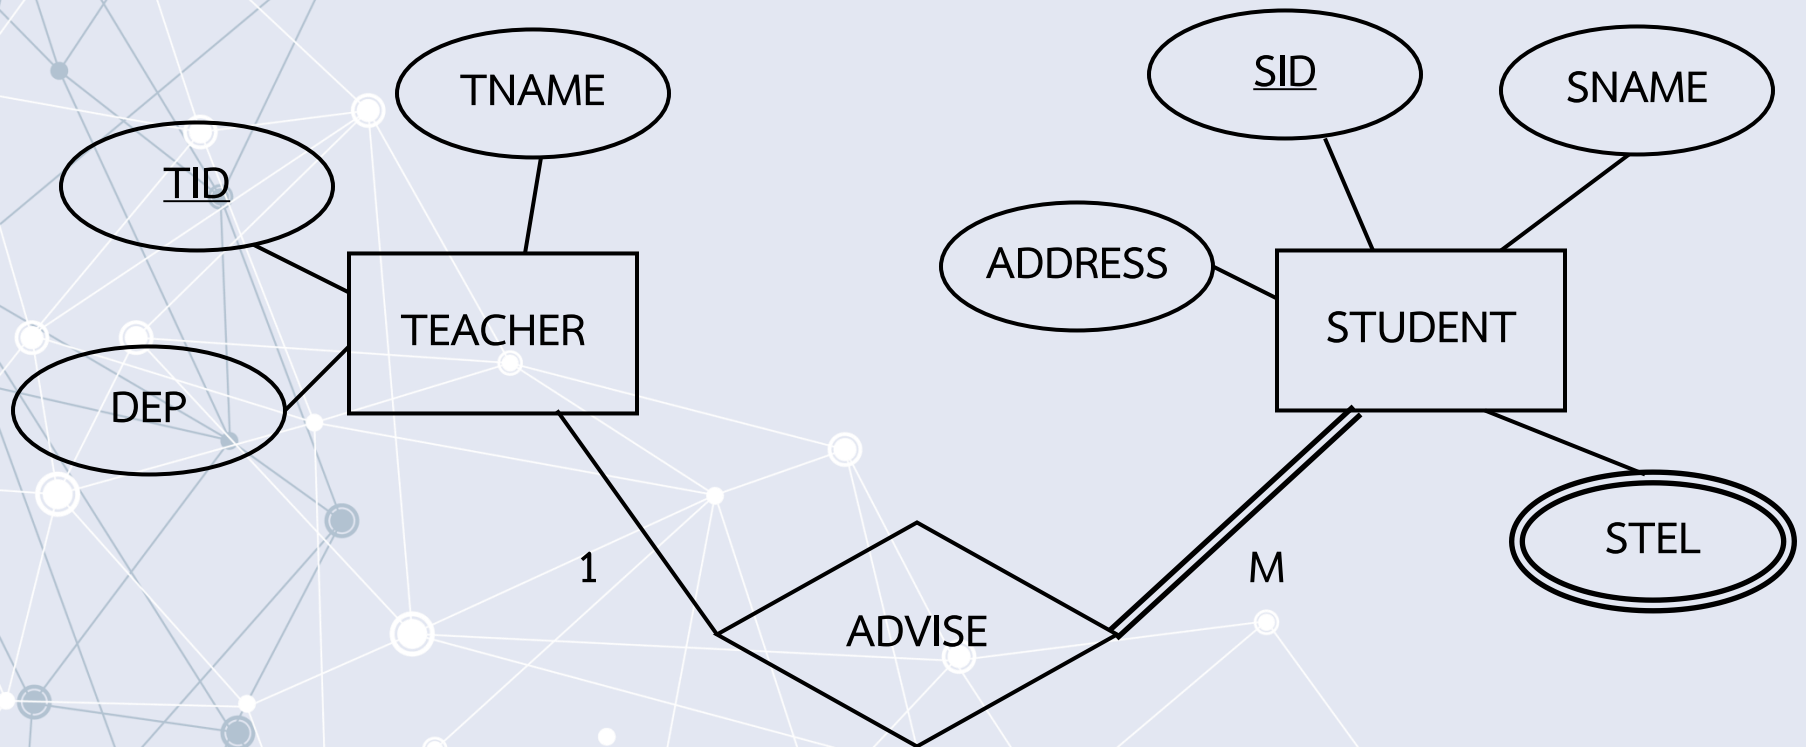 TNAME
SID
SNAME
TID
ADDRESS
TEACHER
STUDENT
DEP
STEL
1
M
ADVISE